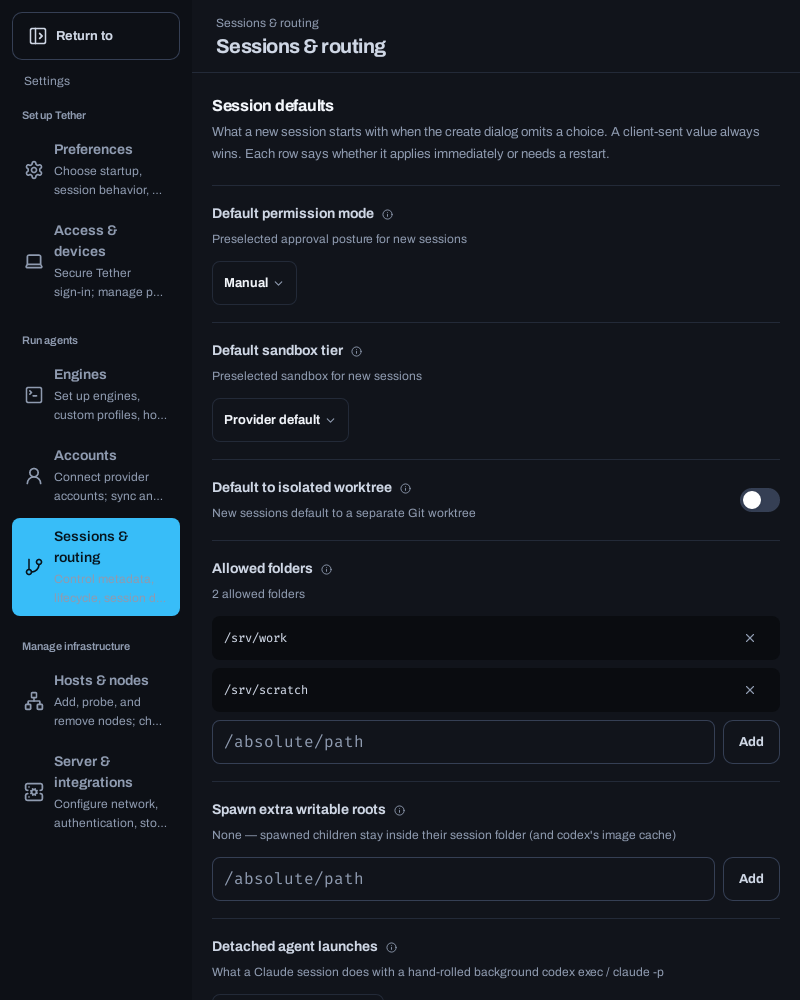 Return to
Settings
Set up Tether
Preferences
Choose startup,
session behavior, ...
Access &
devices
Secure Tether
sign-in; manage p...
Run agents
Engines
Set up engines,
custom profiles, ho...
Accounts
Connect provider
accounts; sync an...
Sessions &
routing
Manage infrastructure
Hosts & nodes
Add, probe, and
remove nodes; ch...
Server &
integrations
Configure network,
authentication, sto...
Sessions & routing
Sessions & routing
Session defaults
What a new session starts with when the create dialog omits a choice. A client-sent value always
wins. Each row says whether it applies immediately or needs a restart.
Default permission mode
Preselected approval posture for new sessions
Manual
Default sandbox tier
Preselected sandbox for new sessions
Provider default
Default to isolated worktree
New sessions default to a separate Git worktree
Allowed folders
2 allowed folders
/srv/work
/srv/scratch
/absolute/path
Add
Spawn extra writable roots
None — spawned children stay inside their session folder (and codex's image cache)
/absolute/path
Add
Detached agent launches
What a Claude session does with a hand-rolled background codex exec / claude -p